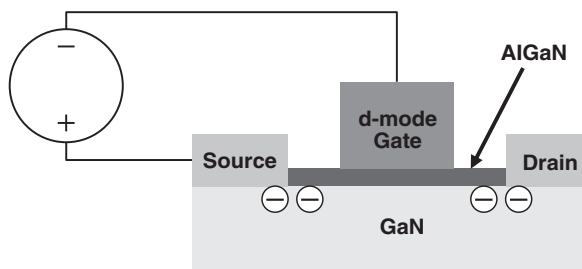 −
AlGaN
+
d-mode
Gate
Source
Drain
− − − −
GaN